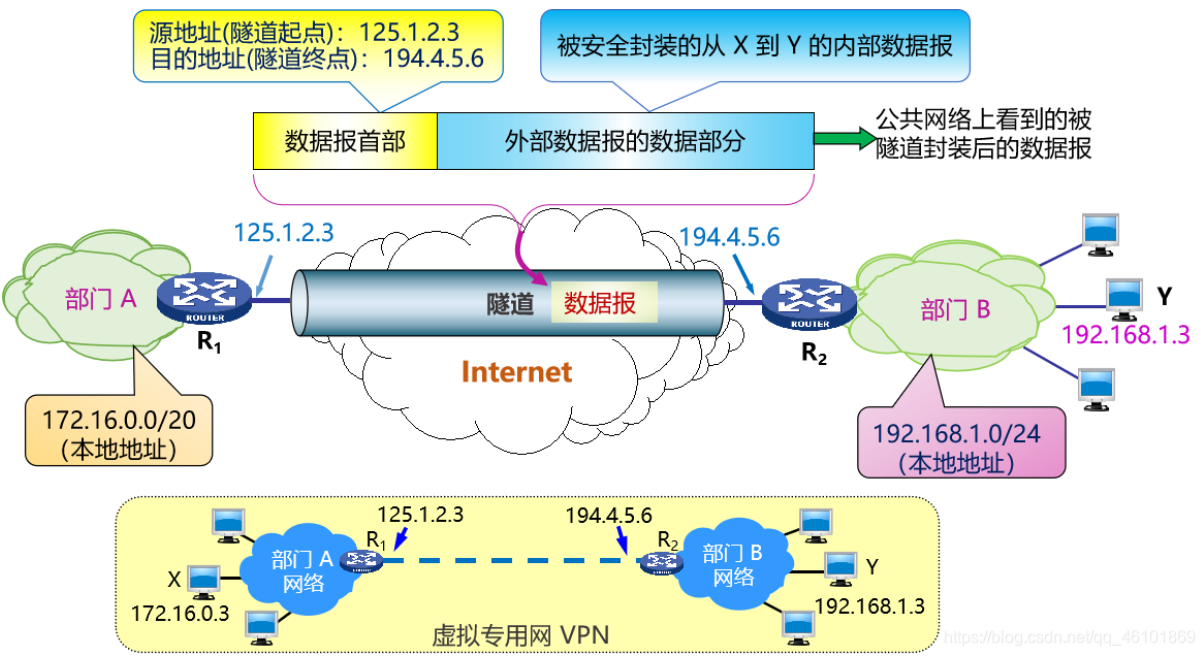 源地址(隧道起点)：125.1.2.3
目的地址(隧道终点)：194.4.5.6
被安全封装的从 X 到 Y 的内部数据报
数据报首部
外部数据报的数据部分
公共网络上看到的被
隧道封装后的数据报
125.1.2.3
194.4.5.6
部门 A
ROUTER
R1
隧道
数据报
Internet
ROUTER
R2
部门 B
Y
192.168.1.3
172.16.0.0/20
（本地地址）
192.168.1.0/24
（本地地址）
125.1.2.3
194.4.5.6
R1
R2
部门 A
网络
部门 B
网络
X
172.16.0.3
Y
192.168.1.3
虚拟专用网 VPN
https://blog.csdn.net/qq_46101869